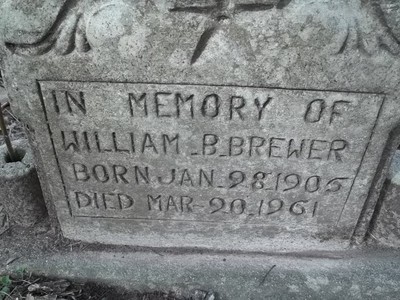 IN MEMORY OF
WILLIAM B. BREWER
BORN JAN. 28.1905
DIED MAR. 20.1961